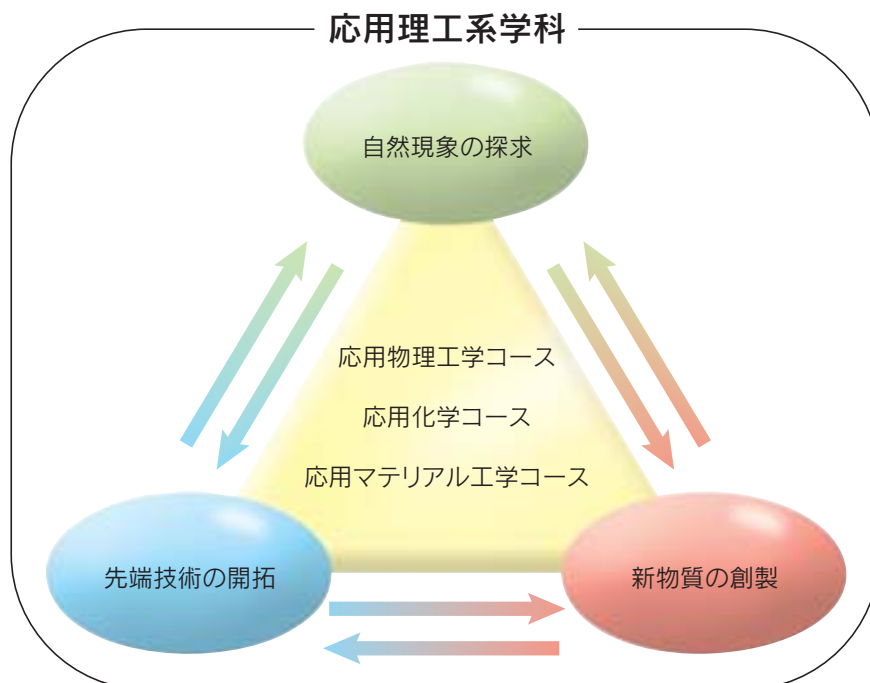 応用理工系学科
自然現象の探求
応用物理工学コース
応用化学コース
応用マテリアル工学コース
先端技術の開拓
新物質の創製